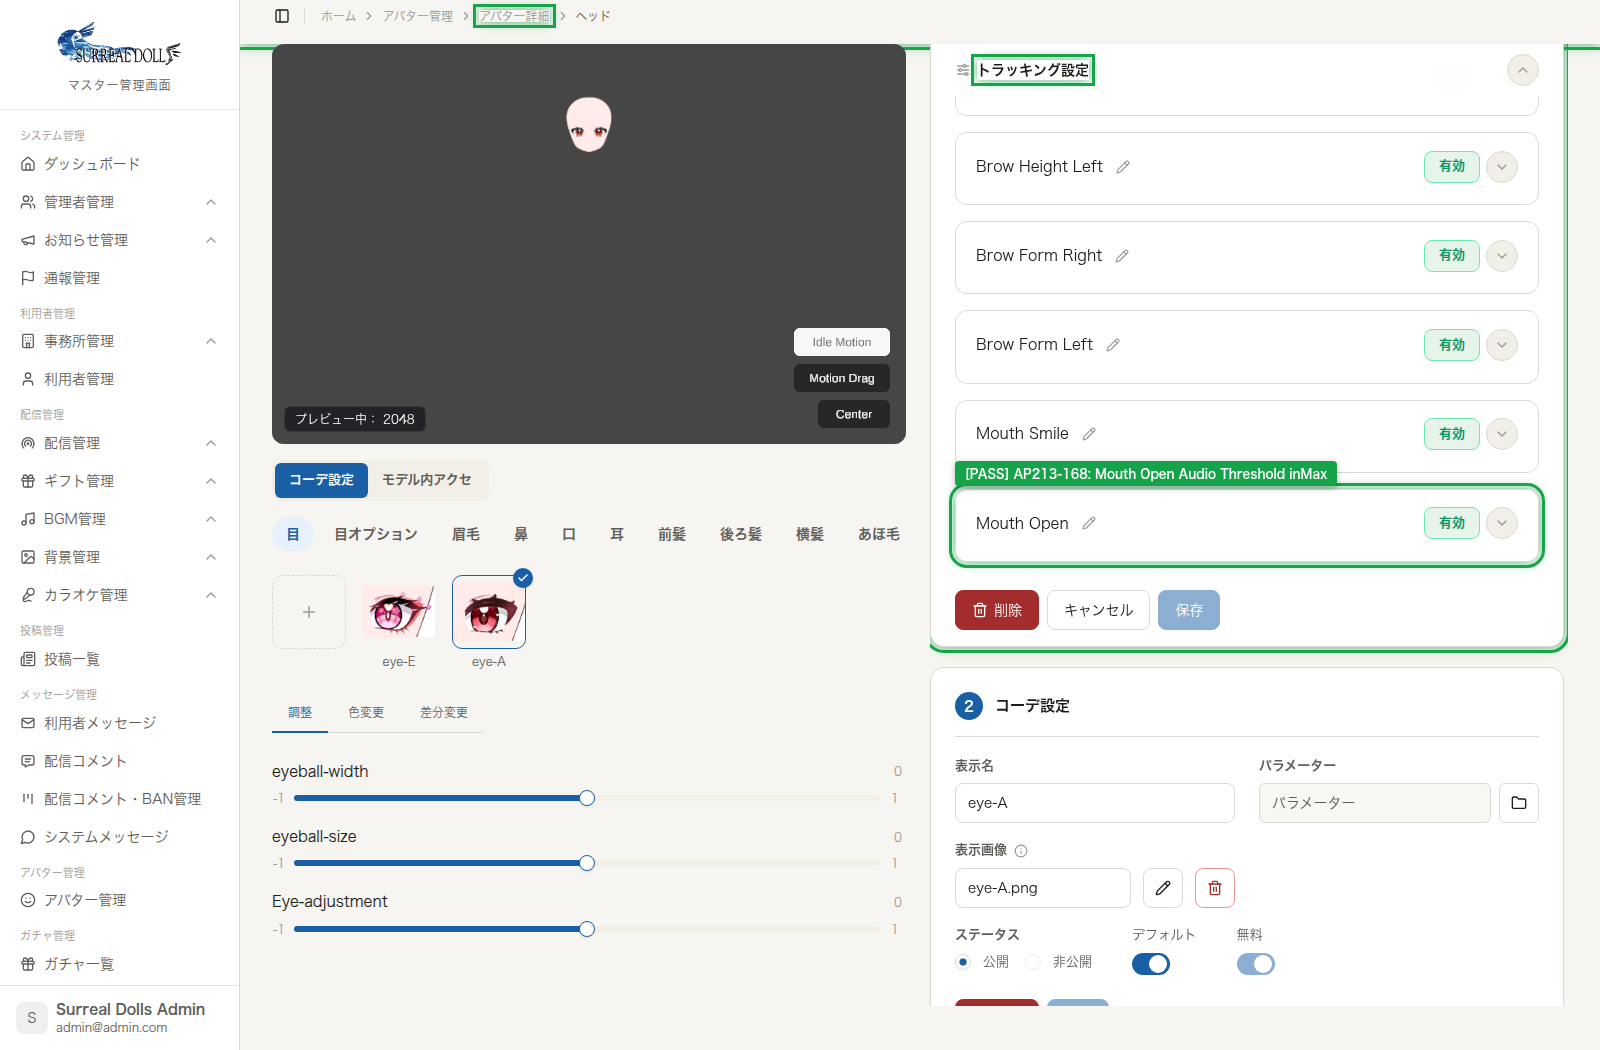 SURREAL DOLL
マスター管理画面
システム管理
ダッシュボード
管理者管理
お知らせ管理
通報管理
利用者管理
事務所管理
利用者管理
配信管理
配信管理
ギフト管理
BGM管理
背景管理
カラオケ管理
投稿管理
投稿一覧
メッセージ管理
利用者メッセージ
配信コメント
配信コメント・BAN管理
システムメッセージ
アバター管理
アバター管理
ガチャ管理
ガチャ一覧
S
Surreal Dolls Admin
admin@admin.com
ホーム アバター管理 アバター詳細 ヘッド
Idle Motion
Motion Drag
Center
プレビュー中： 2048
コーデ設定 モデル内アクセ
目 目オプション 眉毛 鼻 口 耳 前髪 後ろ髪 横髪 あほ毛
eye-E eye-A
調整 色変更 差分変更
eyeball-width 0
-1 1
eyeball-size 0
-1 1
Eye-adjustment 0
-1 1
トラッキング設定
Brow Height Left 有効
Brow Form Right 有効
Brow Form Left 有効
Mouth Smile 有効
[PASS] AP213-168: Mouth Open Audio Threshold inMax
Mouth Open 有効
削除 キャンセル 保存
2 コーデ設定
表示名 パラメーター
eye-A パラメーター
表示画像
eye-A.png
ステータス デフォルト 無料
公開 非公開